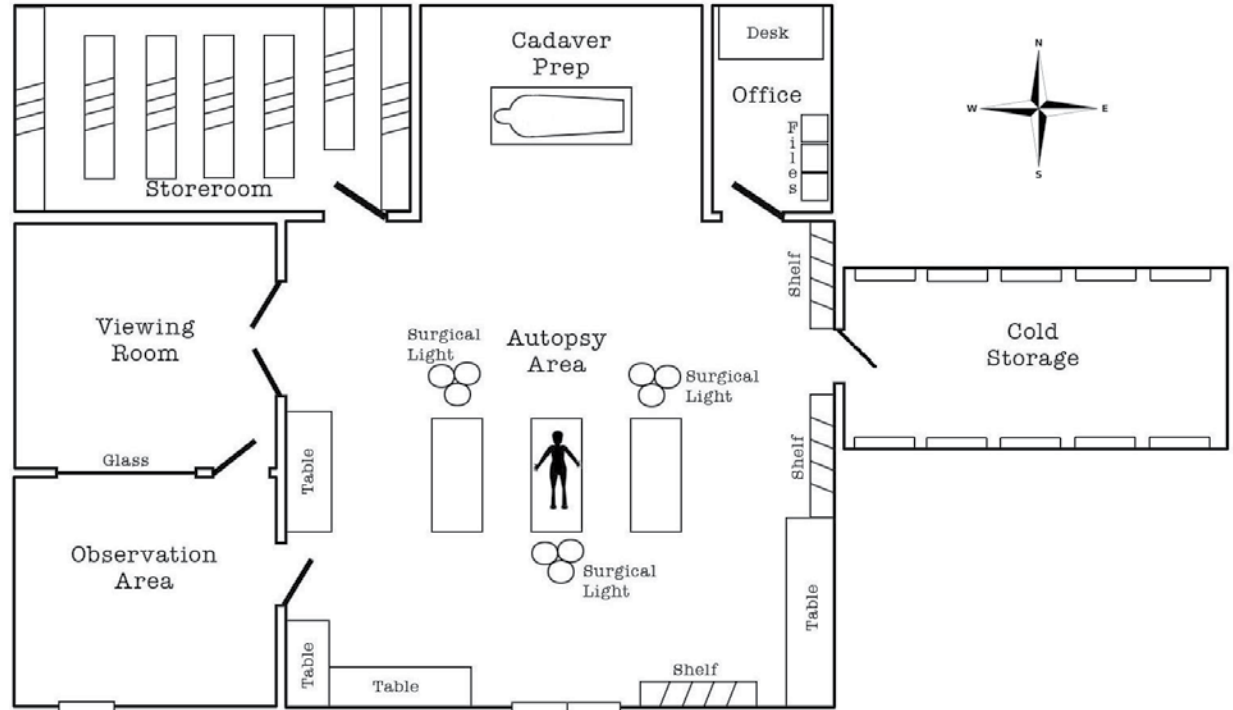 Cadaver
Prep
Desk
Office
Files
Storeroom
N
W
E
S
Shelf
Viewing
Room
Surgical
Light
Autopsy
Area
Surgical
Light
Cold
Storage
Glass
Table
Shelf
Observation
Area
Surgical
Light
Table
Table
Table
Shelf